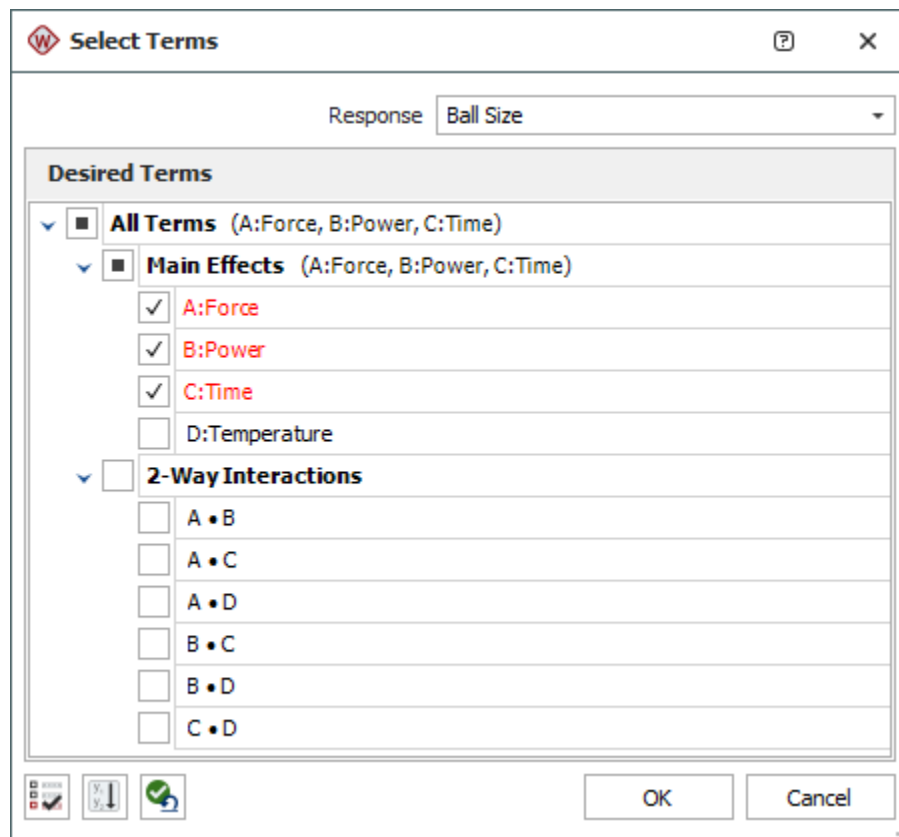 Select Terms
Response Ball Size
Desired Terms
All Terms (A:Force, B:Power, C:Time)
Main Effects (A:Force, B:Power, C:Time)
A:Force
B:Power
C:Time
D:Temperature
2-Way Interactions
A • B
A • C
A • D
B • C
B • D
C • D
OK Cancel